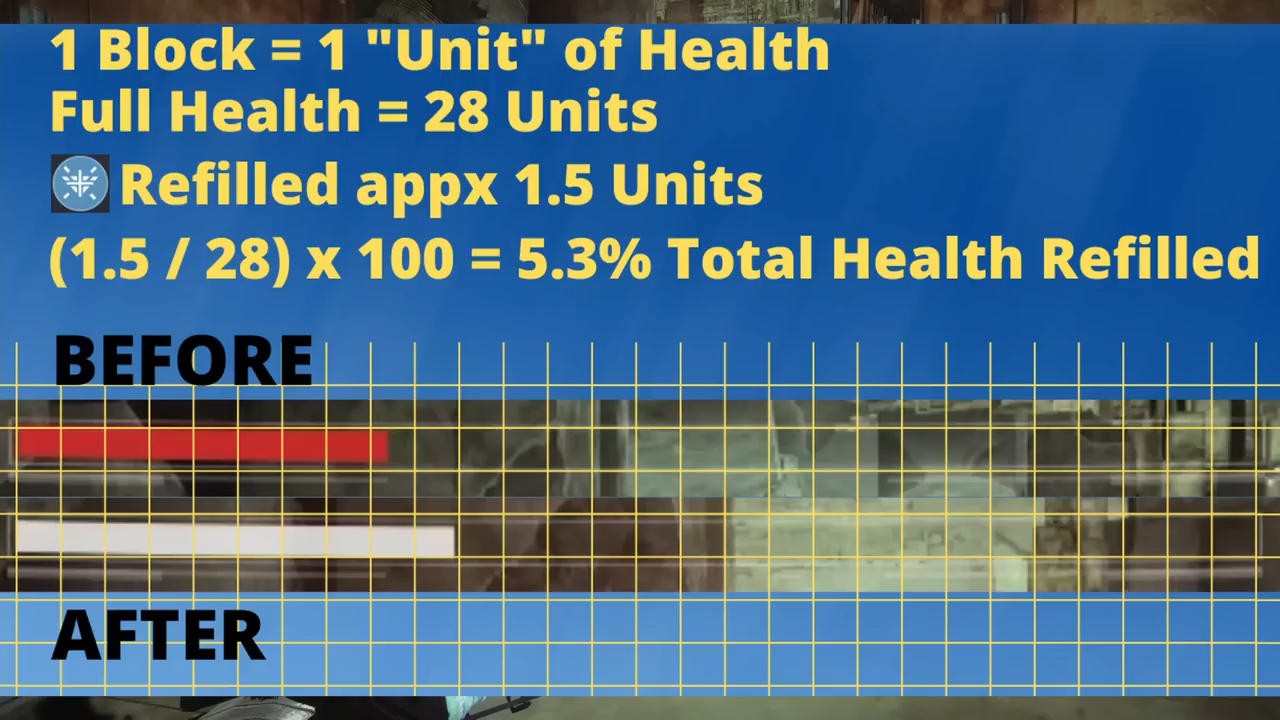 1 Block = 1 "Unit" of Health
Full Health = 28 Units
Refilled appx 1.5 Units
(1.5 / 28) x 100 = 5.3% Total Health Refilled
BEFORE
AFTER